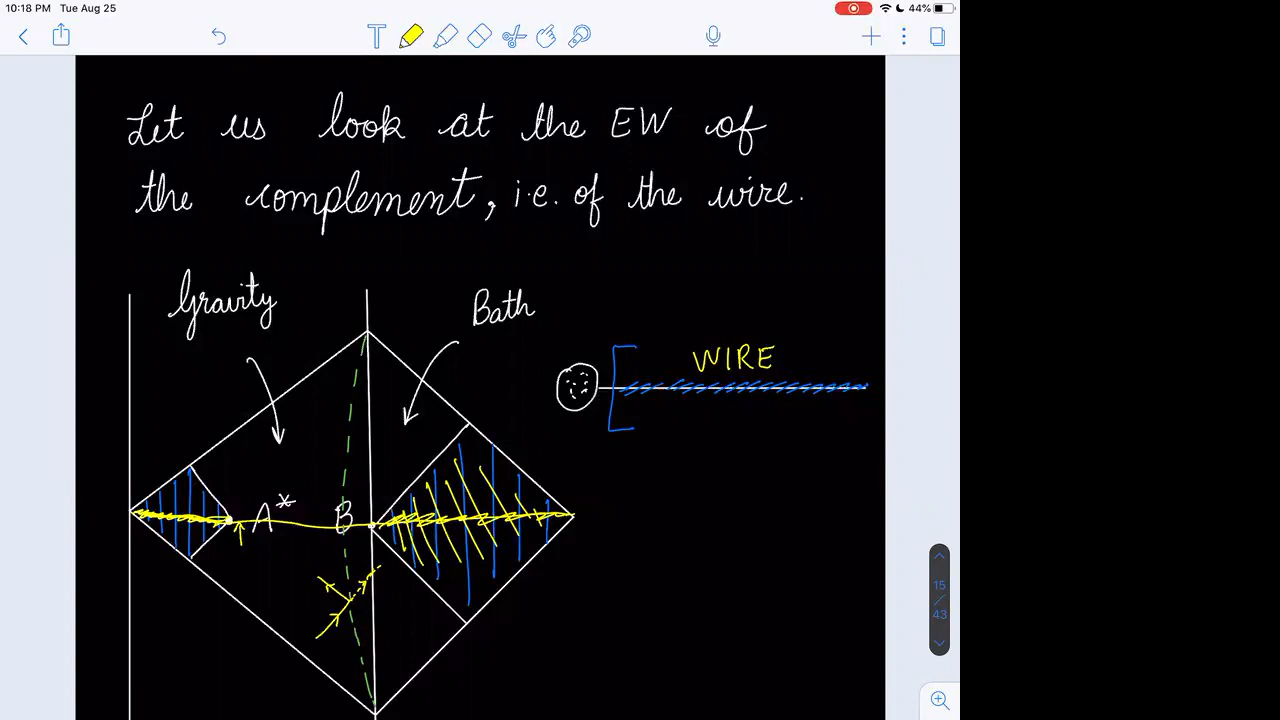 10:18 PM Tue Aug 25
44%
Let us look at the EW of
the complement, i.e. of the wire.
Gravity
Bath
WIRE
A*
B
15
/
43